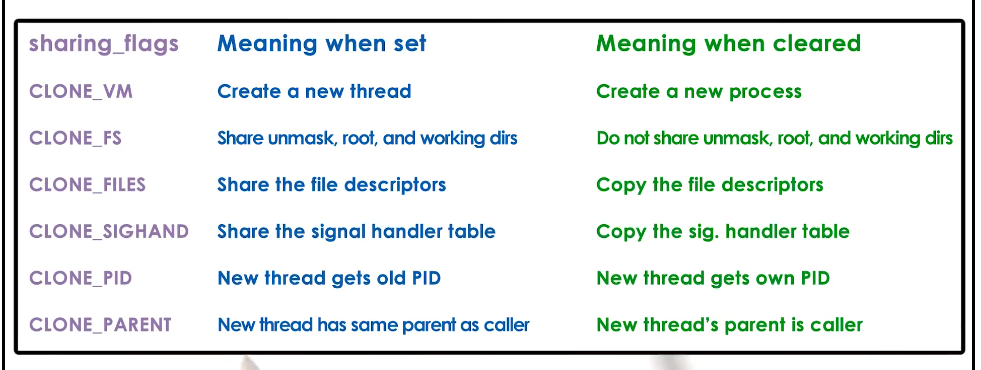 sharing_flags Meaning when set Meaning when cleared
CLONE_VM Create a new thread Create a new process
CLONE_FS Share unmask, root, and working dirs Do not share unmask, root, and working dirs
CLONE_FILES Share the file descriptors Copy the file descriptors
CLONE_SIGHAND Share the signal handler table Copy the sig. handler table
CLONE_PID New thread gets old PID New thread gets own PID
CLONE_PARENT New thread has same parent as caller New thread's parent is caller